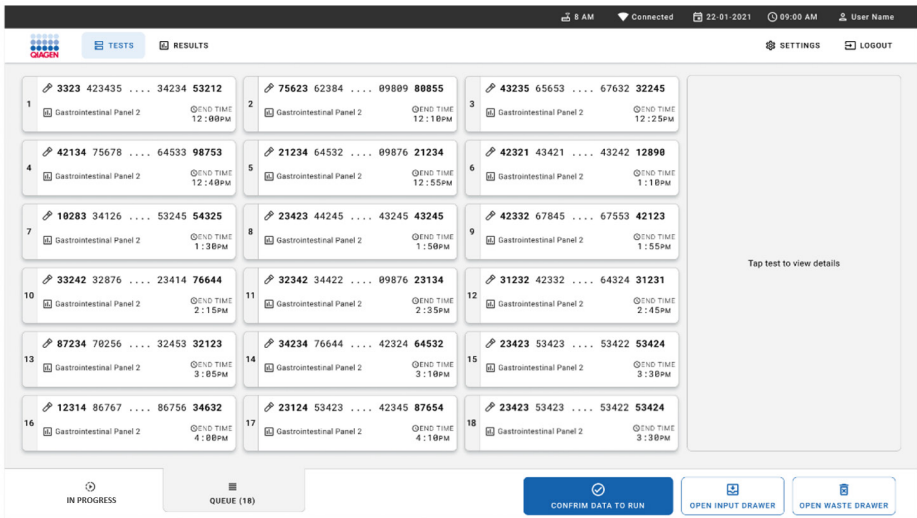 8 AM Connected 22-01-2021 09:00 AM User Name
QIAGEN TESTS RESULTS SETTINGS LOGOUT
1 3323 423435 .... 34234 53212
Gastrointestinal Panel 2 END TIME 12:00PM
2 75623 62384 .... 09809 80855
Gastrointestinal Panel 2 END TIME 12:10PM
3 43235 65653 .... 67632 32245
Gastrointestinal Panel 2 END TIME 12:25PM
4 42134 75678 .... 64533 98753
Gastrointestinal Panel 2 END TIME 12:40PM
5 21234 64532 .... 09876 21234
Gastrointestinal Panel 2 END TIME 12:55PM
6 42321 43421 .... 43242 12890
Gastrointestinal Panel 2 END TIME 1:10PM
7 10283 34126 .... 53245 54325
Gastrointestinal Panel 2 END TIME 1:30PM
8 23423 44245 .... 43245 43245
Gastrointestinal Panel 2 END TIME 1:50PM
9 42332 67845 .... 67553 42123
Gastrointestinal Panel 2 END TIME 1:55PM
10 33242 32876 .... 23414 76644
Gastrointestinal Panel 2 END TIME 2:15PM
11 32342 34422 .... 09876 23134
Gastrointestinal Panel 2 END TIME 2:35PM
12 31232 42332 .... 64324 31231
Gastrointestinal Panel 2 END TIME 2:45PM
13 87234 70256 .... 32453 32123
Gastrointestinal Panel 2 END TIME 3:05PM
14 34234 76644 .... 42324 64532
Gastrointestinal Panel 2 END TIME 3:10PM
15 23423 53423 .... 53422 53424
Gastrointestinal Panel 2 END TIME 3:30PM
16 12314 86767 .... 86756 34632
Gastrointestinal Panel 2 END TIME 4:00PM
17 23124 53423 .... 42345 87654
Gastrointestinal Panel 2 END TIME 4:10PM
18 23423 53423 .... 53422 53424
Gastrointestinal Panel 2 END TIME 3:30PM
Tap test to view details
IN PROGRESS QUEUE (18) CONFRIM DATA TO RUN OPEN INPUT DRAWER OPEN WASTE DRAWER